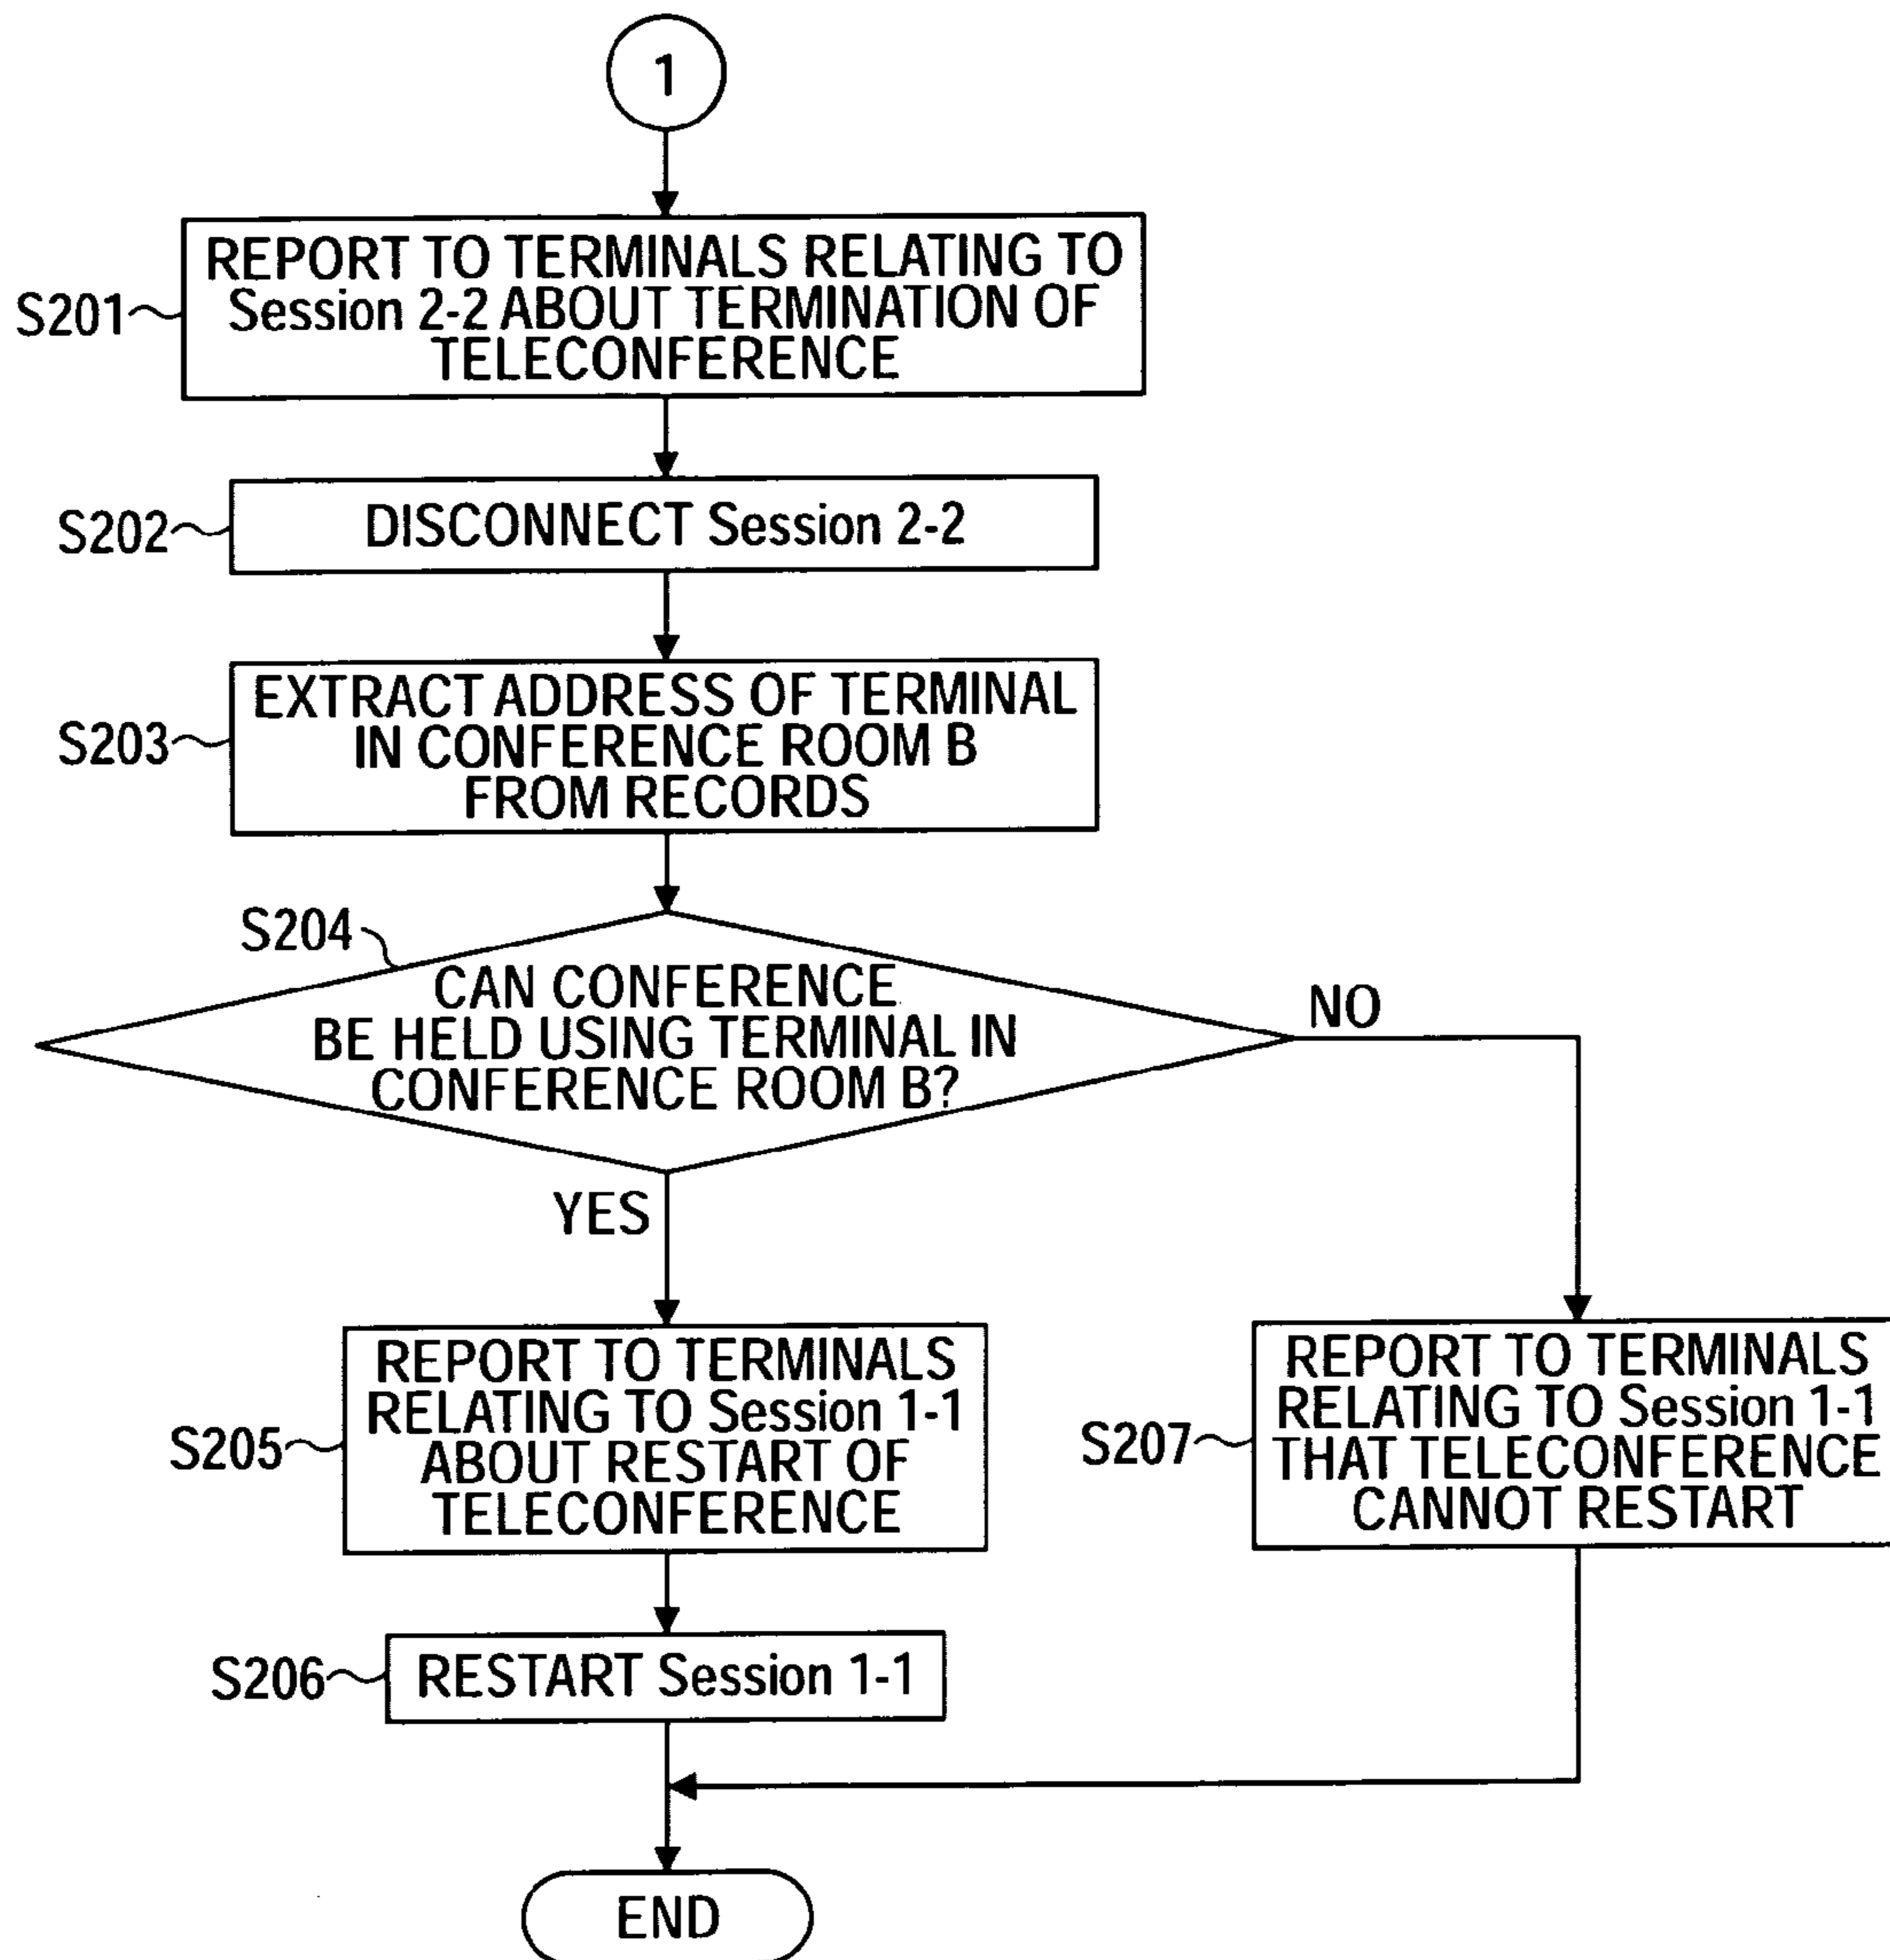 1
REPORT TO TERMINALS RELATING TO
Session 2-2 ABOUT TERMINATION OF
TELECONFERENCE
S201
DISCONNECT Session 2-2
S202
EXTRACT ADDRESS OF TERMINAL
IN CONFERENCE ROOM B
FROM RECORDS
S203
S204
CAN CONFERENCE
BE HELD USING TERMINAL IN
CONFERENCE ROOM B?
NO
YES
REPORT TO TERMINALS
RELATING TO Session 1-1
ABOUT RESTART OF
TELECONFERENCE
S205
REPORT TO TERMINALS
RELATING TO Session 1-1
THAT TELECONFERENCE
CANNOT RESTART
S207
S206
RESTART Session 1-1
END